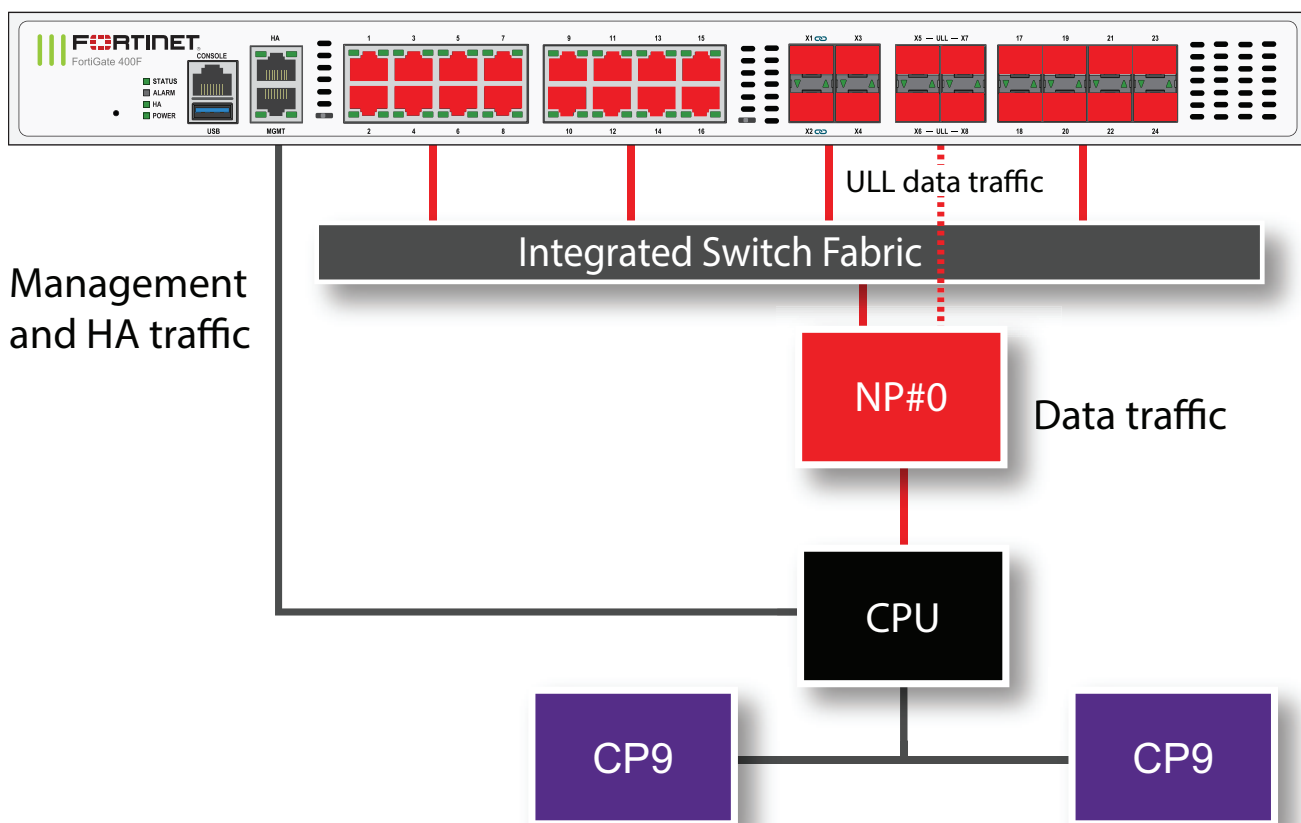 FORTINET
FortiGate 400F
STATUS
ALARM
HA
POWER
CONSOLE
USB
HA
MGMT
1 3 5 7
2 4 6 8
9 11 13 15
10 12 14 16
X1 X3
X2 X4
X5 — ULL — X7
X6 — ULL — X8
17 19 21 23
18 20 22 24
ULL data traffic
Integrated Switch Fabric
Management
and HA traffic
NP#0
Data traffic
CPU
CP9
CP9